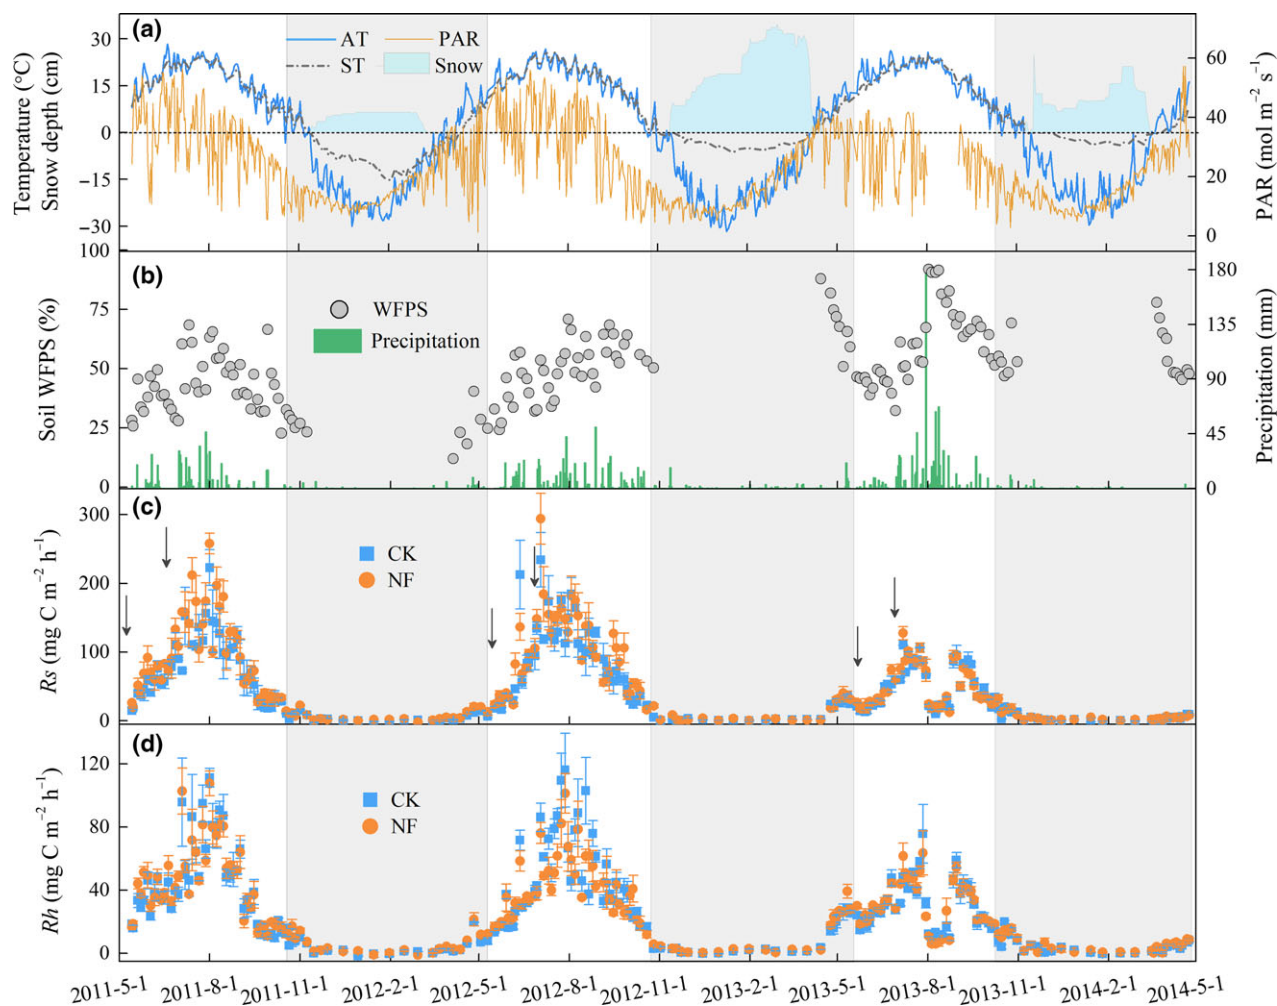 (a)
AT
PAR
ST
Snow
Temperature (°C)
Snow depth (cm)
30
15
0
−15
−30
60
40
20
0
PAR (mol m⁻² s⁻¹)
(b)
WFPS
Precipitation
Soil WFPS (%)
100
75
50
25
0
180
135
90
45
0
Precipitation (mm)
(c)
CK
NF
Rs (mg C m⁻² h⁻¹)
300
200
100
0
(d)
CK
NF
Rh (mg C m⁻² h⁻¹)
120
80
40
0
2011-5-1
2011-8-1
2011-11-1
2012-2-1
2012-5-1
2012-8-1
2012-11-1
2013-2-1
2013-5-1
2013-8-1
2013-11-1
2014-2-1
2014-5-1